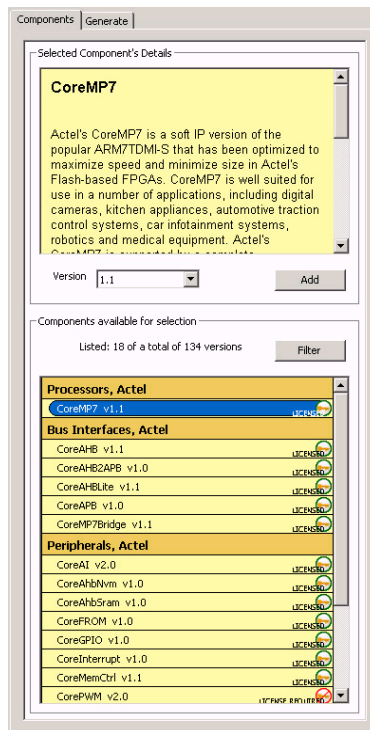 Components
Generate
Selected Component's Details
CoreMP7
Actel's CoreMP7 is a soft IP version of the
popular ARM7TDMI-S that has been optimized to
maximize speed and minimize size in Actel's
Flash-based FPGAs. CoreMP7 is well suited for
use in a number of applications, including digital
cameras, kitchen appliances, automotive traction
control systems, car infotainment systems,
robotics and medical equipment. Actel's
CoreMP7 is supported by a complete
Version
1.1
Add
Components available for selection
Listed: 18 of a total of 134 versions
Filter
Processors, Actel
CoreMP7 v1.1
LICENSED
Bus Interfaces, Actel
CoreAHB v1.1
LICENSED
CoreAHB2APB v1.0
LICENSED
CoreAHBLite v1.1
LICENSED
CoreAPB v1.0
LICENSED
CoreMP7Bridge v1.1
LICENSED
Peripherals, Actel
CoreAI v2.0
LICENSED
CoreAhbNvm v1.0
LICENSED
CoreAhbSram v1.0
LICENSED
CoreFROM v1.0
LICENSED
CoreGPIO v1.0
LICENSED
CoreInterrupt v1.0
LICENSED
CoreMemCtrl v1.1
LICENSED
CorePWM v2.0
LICENSE REQUIRED